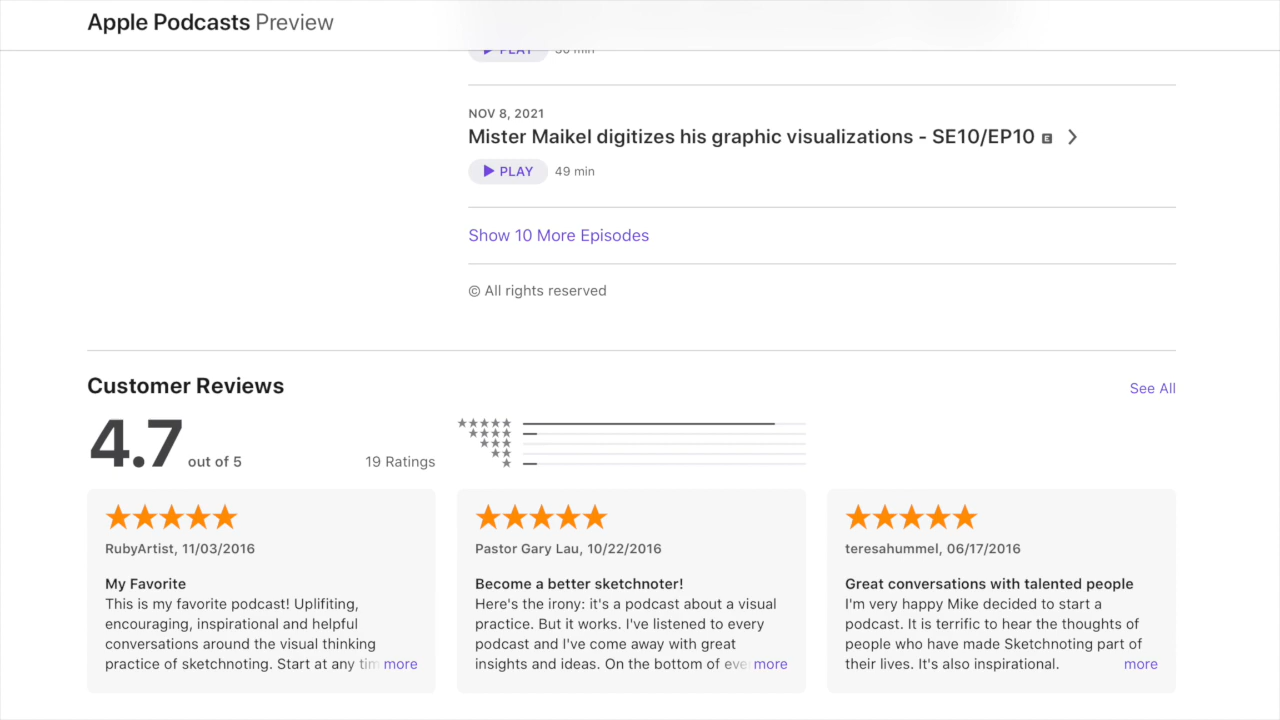 Apple Podcasts Preview
PLAY
NOV 8, 2021
Mister Maikel digitizes his graphic visualizations - SE10/EP10 E
PLAY 49 min
Show 10 More Episodes
© All rights reserved
Customer Reviews
See All
4.7 out of 5
19 Ratings
RubyArtist, 11/03/2016
My Favorite
This is my favorite podcast! Uplifiting,
encouraging, inspirational and helpful
conversations around the visual thinking
practice of sketchnoting. Start at any more
Pastor Gary Lau, 10/22/2016
Become a better sketchnoter!
Here's the irony: it's a podcast about a visual
practice. But it works. I've listened to every
podcast and I've come away with great
insights and ideas. On the bottom of more
teresahummel, 06/17/2016
Great conversations with talented people
I'm very happy Mike decided to start a
podcast. It is terrific to hear the thoughts of
people who have made Sketchnoting part of
their lives. It's also inspirational. more